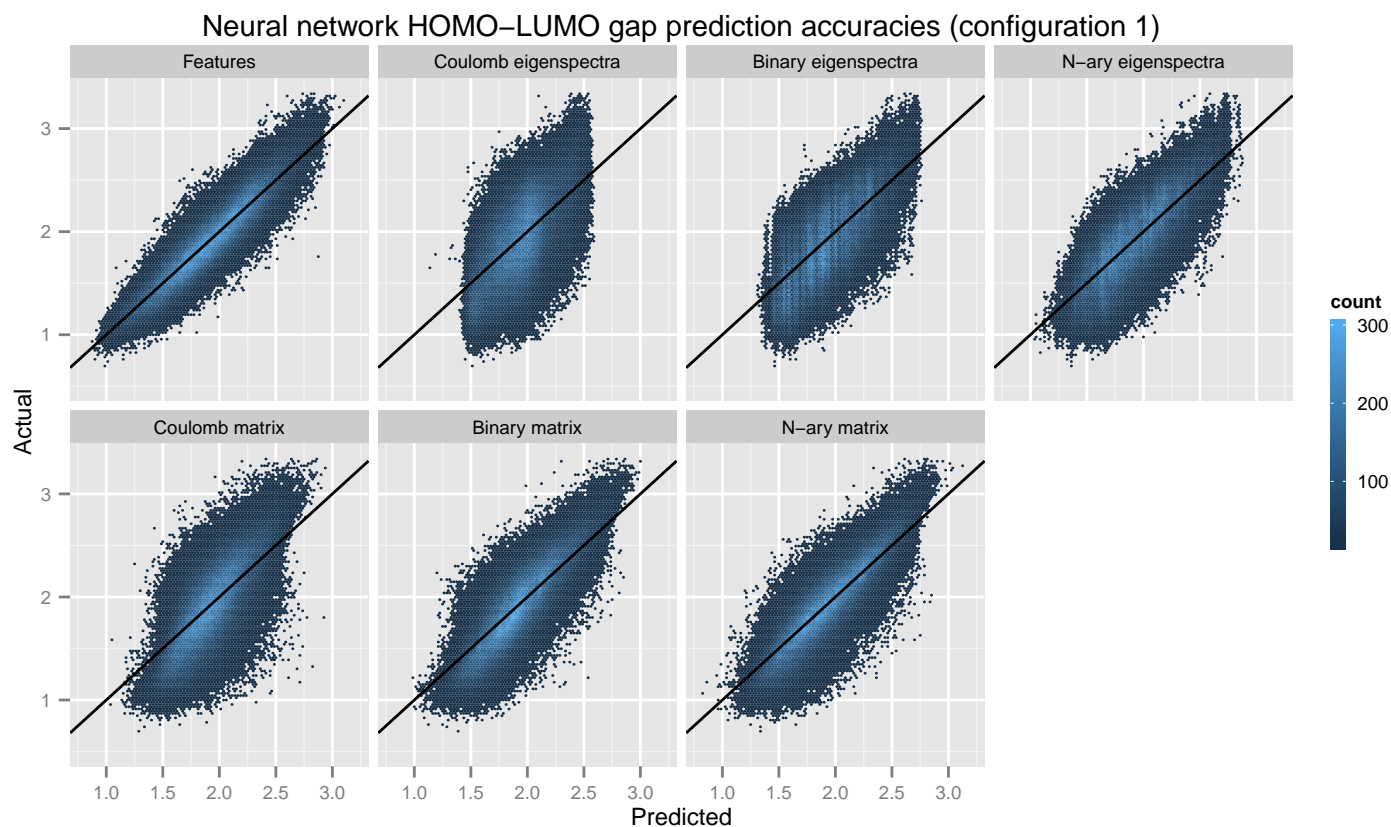 Neural network HOMO−LUMO gap prediction accuracies (configuration 1)
Features
Coulomb eigenspectra
Binary eigenspectra
N−ary eigenspectra
3
2
1
Coulomb matrix
Binary matrix
N−ary matrix
3
2
1
1.0 1.5 2.0 2.5 3.0
1.0 1.5 2.0 2.5 3.0
1.0 1.5 2.0 2.5 3.0
Predicted
Actual
count
300
200
100